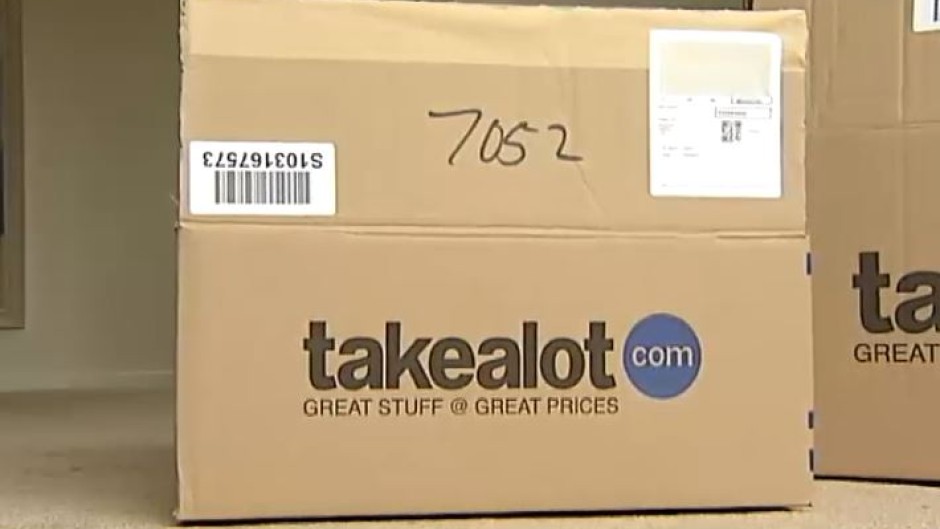 7052
S103167573
takealot com
GREAT STUFF @ GREAT PRICES
ta
GREAT